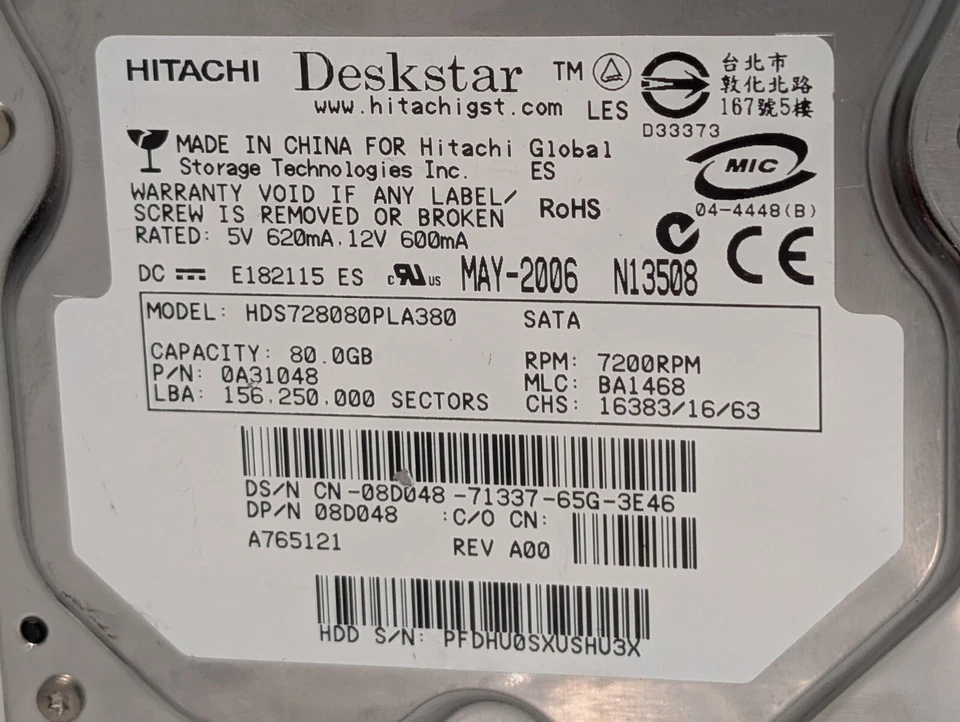 HITACHI Deskstar TM
www.hitachigst.com LES
台北市
敦化北路
167號5樓
D33373
MADE IN CHINA FOR Hitachi Global
Storage Technologies Inc. ES
WARRANTY VOID IF ANY LABEL/
SCREW IS REMOVED OR BROKEN
RoHS
RATED: 5V 620mA, 12V 600mA
MIC
04-4448(B)
DC E182115 ES c RU US MAY-2006 N13508 CE
MODEL: HDS728080PLA380 SATA
CAPACITY: 80.0GB RPM: 7200RPM
P/N: 0A31048 MLC: BA1468
LBA: 156,250,000 SECTORS CHS: 16383/16/63
DS/N CN-08D048-71337-65G-3E46
DP/N 08D048 :C/O CN:
A765121 REV A00
HDD S/N: PFDHU0SXUSHU3X